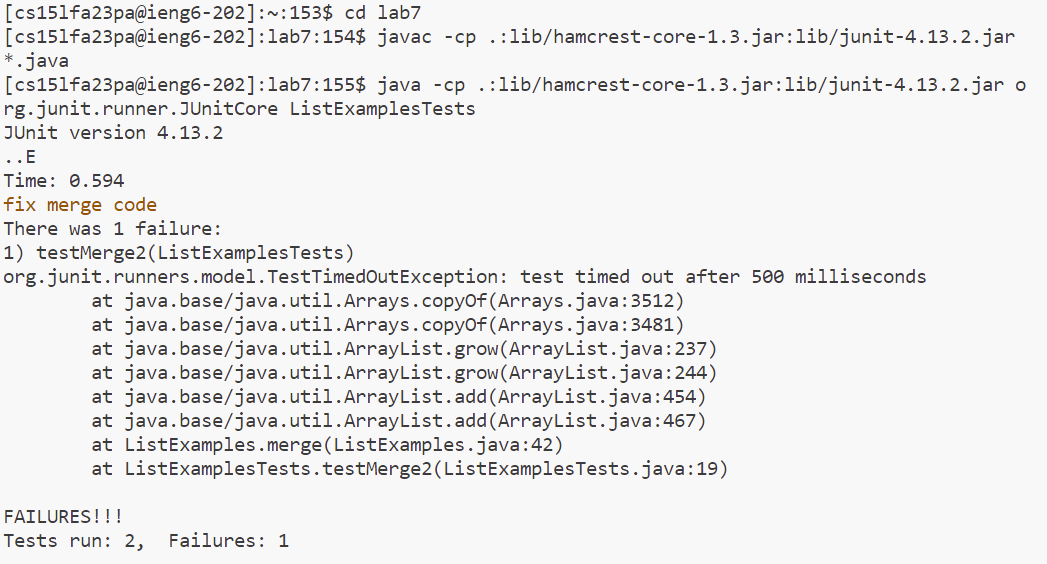 [cs15lfa23pa@ieng6-202]:~:153$ cd lab7
[cs15lfa23pa@ieng6-202]:lab7:154$ javac -cp .:lib/hamcrest-core-1.3.jar:lib/junit-4.13.2.jar
*.java
[cs15lfa23pa@ieng6-202]:lab7:155$ java -cp .:lib/hamcrest-core-1.3.jar:lib/junit-4.13.2.jar o
rg.junit.runner.JUnitCore ListExamplesTests
JUnit version 4.13.2
..E
Time: 0.594
fix merge code
There was 1 failure:
1) testMerge2(ListExamplesTests)
org.junit.runners.model.TestTimedOutException: test timed out after 500 milliseconds
        at java.base/java.util.Arrays.copyOf(Arrays.java:3512)
        at java.base/java.util.Arrays.copyOf(Arrays.java:3481)
        at java.base/java.util.ArrayList.grow(ArrayList.java:237)
        at java.base/java.util.ArrayList.grow(ArrayList.java:244)
        at java.base/java.util.ArrayList.add(ArrayList.java:454)
        at java.base/java.util.ArrayList.add(ArrayList.java:467)
        at ListExamples.merge(ListExamples.java:42)
        at ListExamplesTests.testMerge2(ListExamplesTests.java:19)

FAILURES!!!
Tests run: 2,  Failures: 1